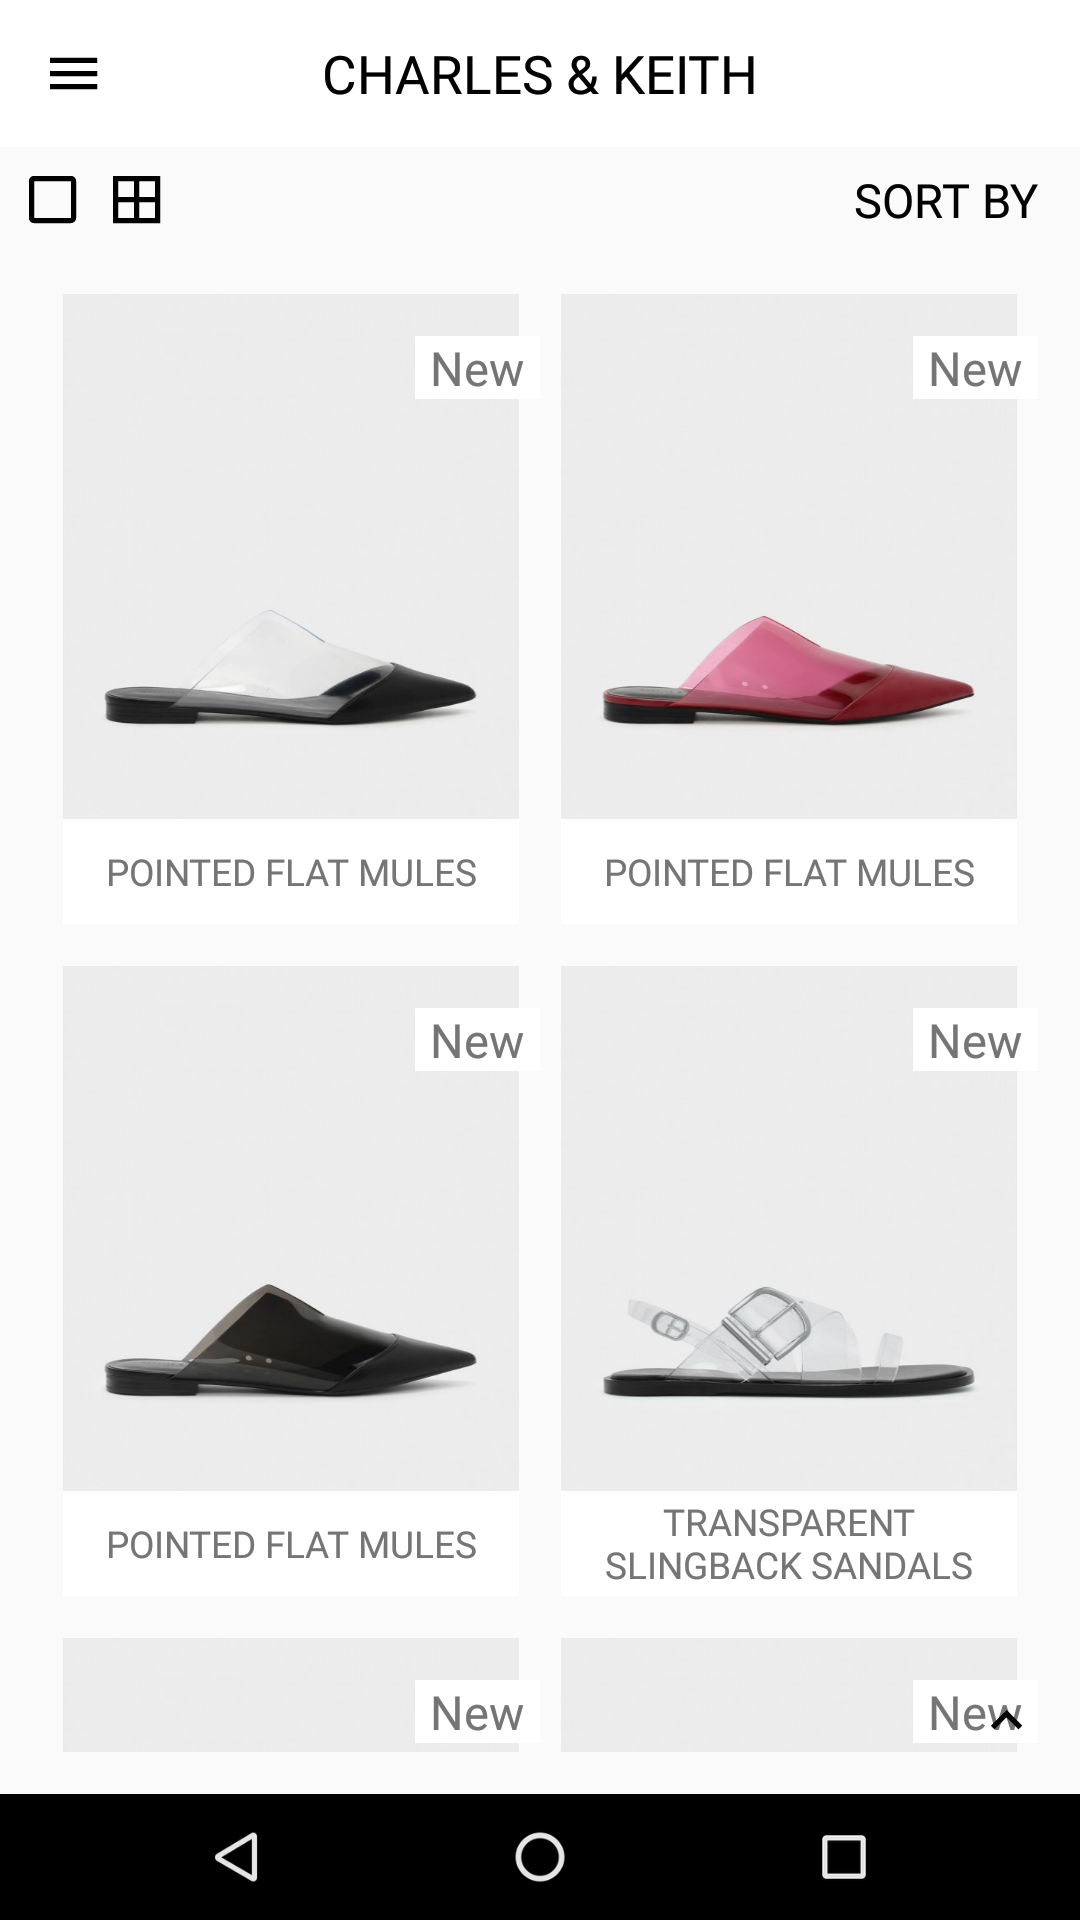 CHARLES & KEITH
SORT BY
New
New
POINTED FLAT MULES
POINTED FLAT MULES
New
New
POINTED FLAT MULES
TRANSPARENT
SLINGBACK SANDALS
New
New